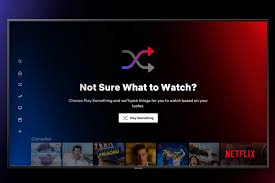 Not Sure What to Watch?
Choose Play Something and we'll pick things for you to watch based on your
tastes.
Play Something
Comedies
NETFLIX